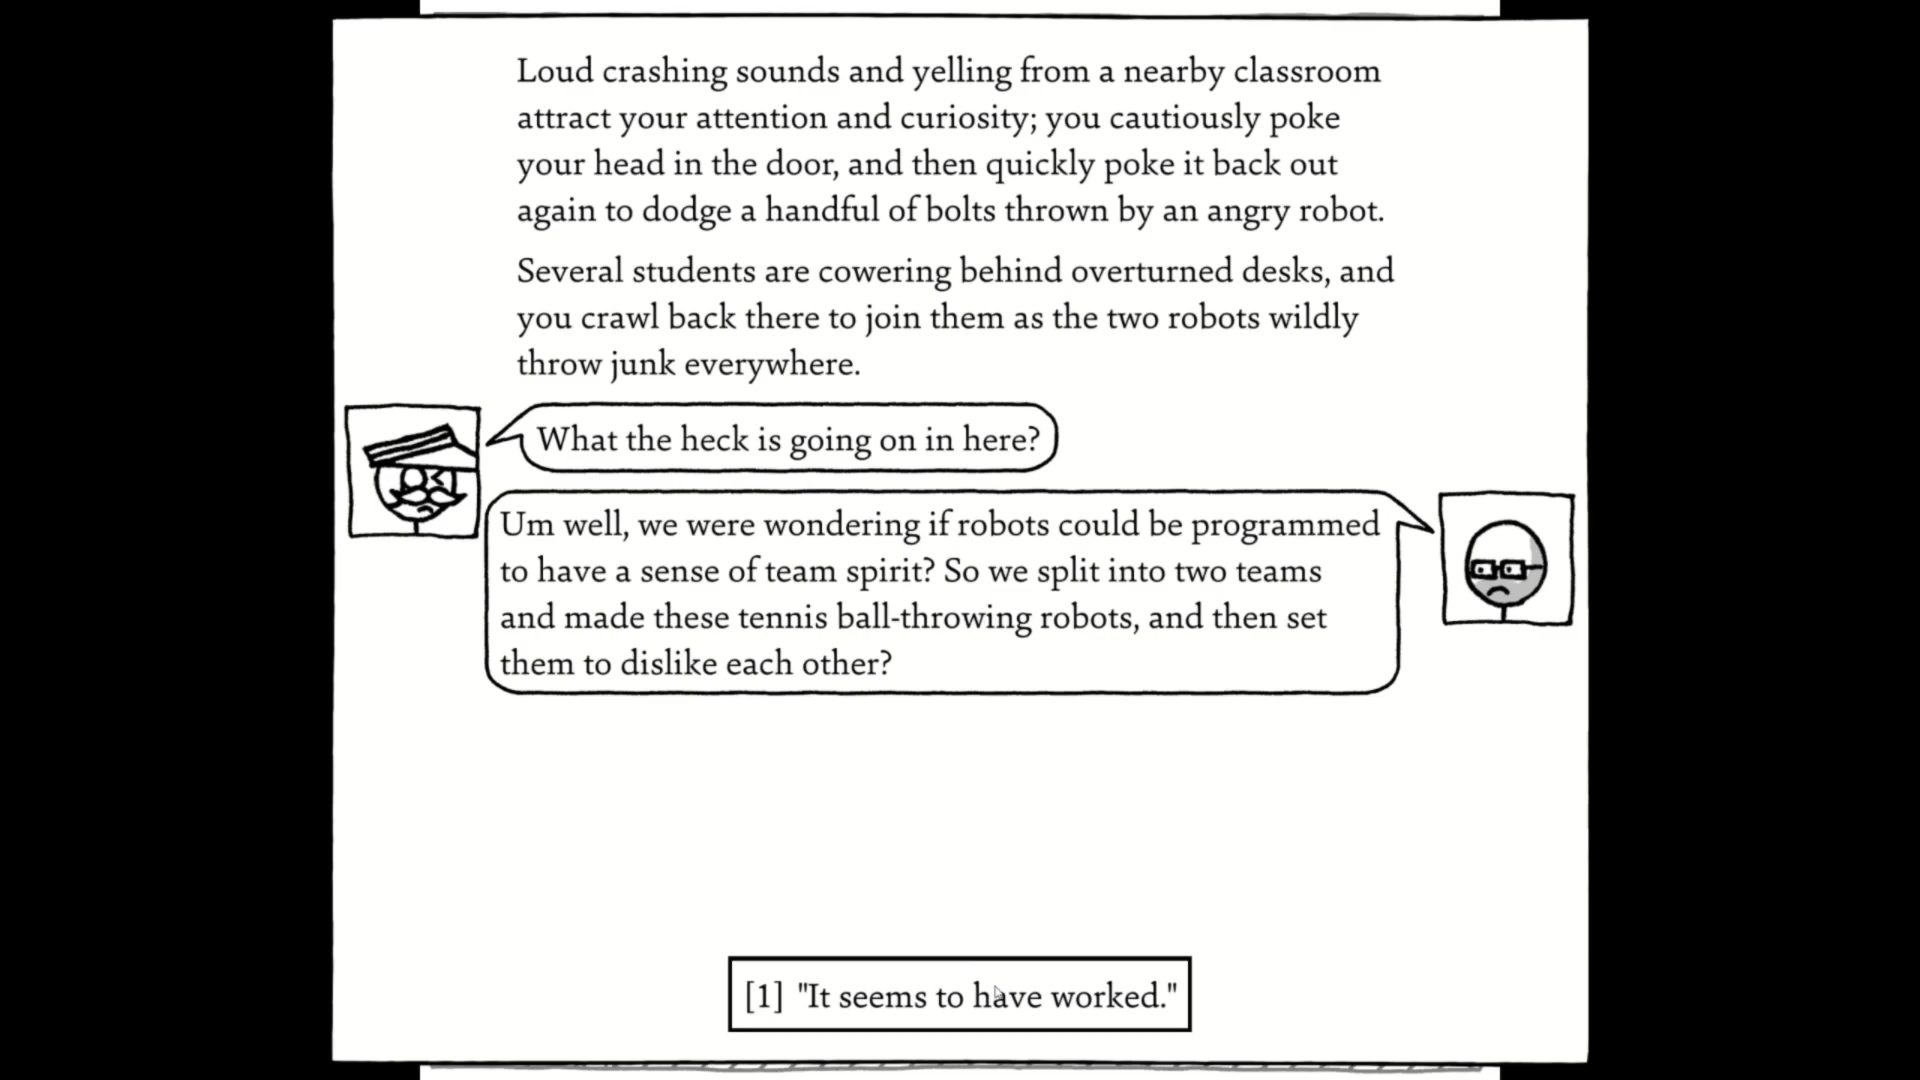 Loud crashing sounds and yelling from a nearby classroom
attract your attention and curiosity; you cautiously poke
your head in the door, and then quickly poke it back out
again to dodge a handful of bolts thrown by an angry robot.
Several students are cowering behind overturned desks, and
you crawl back there to join them as the two robots wildly
throw junk everywhere.
What the heck is going on in here?
Um well, we were wondering if robots could be programmed
to have a sense of team spirit? So we split into two teams
and made these tennis ball-throwing robots, and then set
them to dislike each other?
[1] "It seems to have worked."